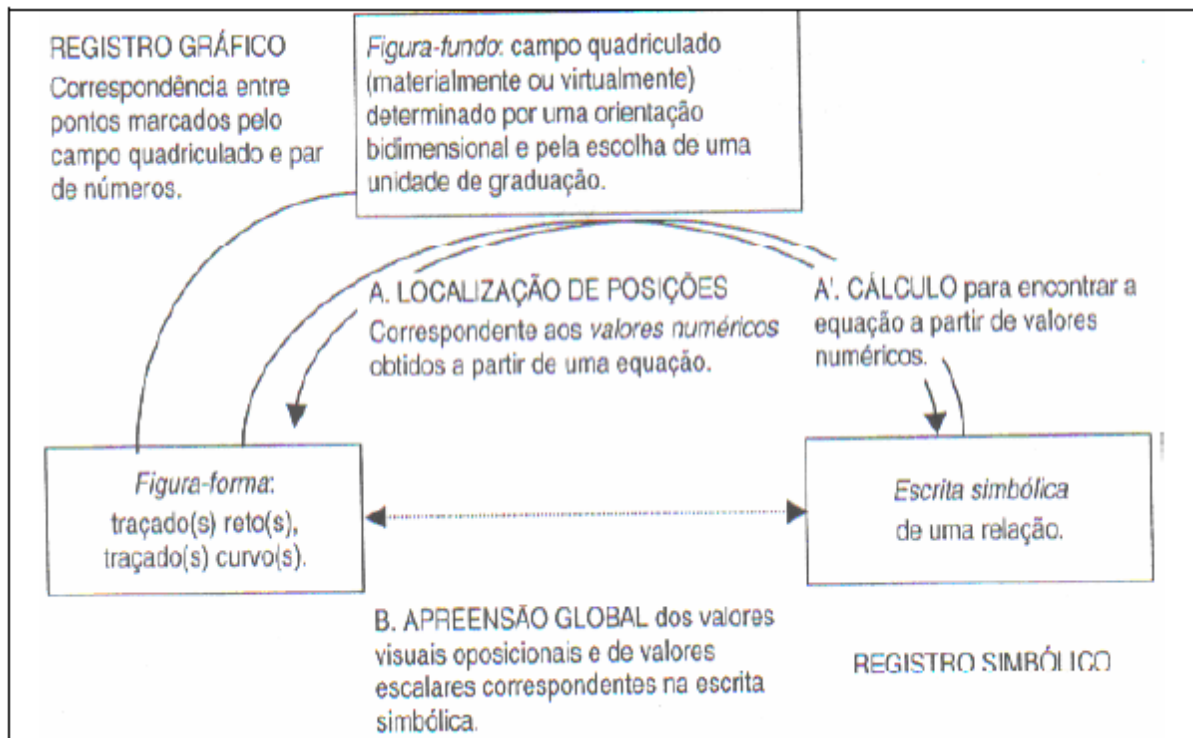 REGISTRO GRÁFICO
Correspondência entre
pontos marcados pelo
campo quadriculado e par
de números.
Figura-fundo: campo quadriculado
(materialmente ou virtualmente)
determinado por uma orientação
bidimensional e pela escolha de uma
unidade de graduação.
A. LOCALIZAÇÃO DE POSIÇÕES
Correspondente aos valores numéricos
obtidos a partir de uma equação.
A'. CÁLCULO para encontrar a
equação a partir de valores
numéricos.
Figura-forma:
traçado(s) reto(s),
traçado(s) curvo(s).
Escrita simbólica
de uma relação.
B. APREENSÃO GLOBAL dos valores
visuais oposicionais e de valores
escalares correspondentes na escrita
simbólica.
REGISTRO SIMBÓLICO